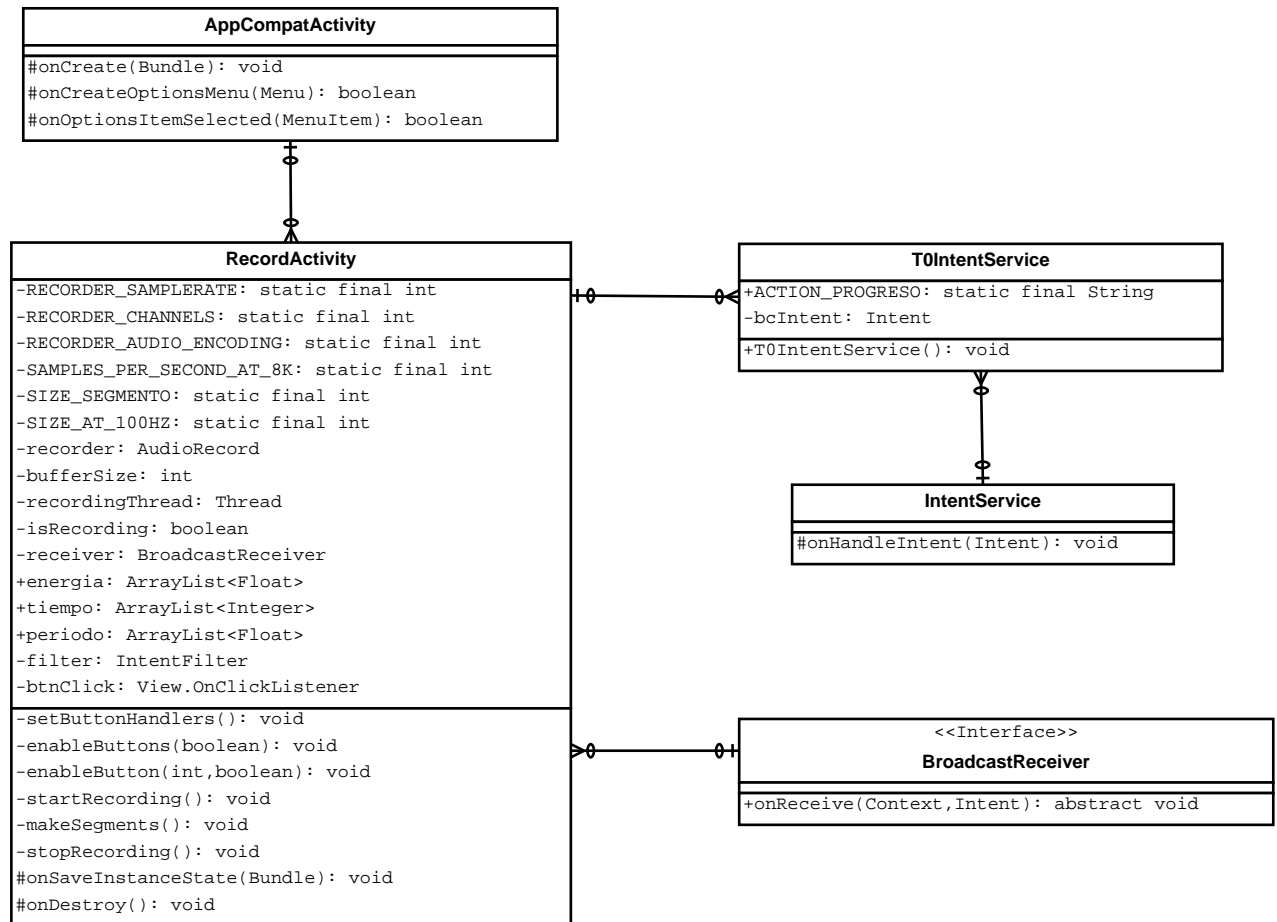 AppCompatActivity
#onCreate(Bundle): void
#onCreateOptionsMenu(Menu): boolean
#onOptionsItemSelected(MenuItem): boolean
RecordActivity
-RECORDER_SAMPLERATE: static final int
-RECORDER_CHANNELS: static final int
-RECORDER_AUDIO_ENCODING: static final int
-SAMPLES_PER_SECOND_AT_8K: static final int
-SIZE_SEGMENTO: static final int
-SIZE_AT_100HZ: static final int
-recorder: AudioRecord
-bufferSize: int
-recordingThread: Thread
-isRecording: boolean
-receiver: BroadcastReceiver
+energia: ArrayList<Float>
+tiempo: ArrayList<Integer>
+periodo: ArrayList<Float>
-filter: IntentFilter
-btnClick: View.OnClickListener
-setButtonHandlers(): void
-enableButtons(boolean): void
-enableButton(int,boolean): void
-startRecording(): void
-makeSegments(): void
-stopRecording(): void
#onSaveInstanceState(Bundle): void
#onDestroy(): void
T0IntentService
+ACTION_PROGRESO: static final String
-bcIntent: Intent
+T0IntentService(): void
IntentService
#onHandleIntent(Intent): void
<<Interface>>
BroadcastReceiver
+onReceive(Context,Intent): abstract void